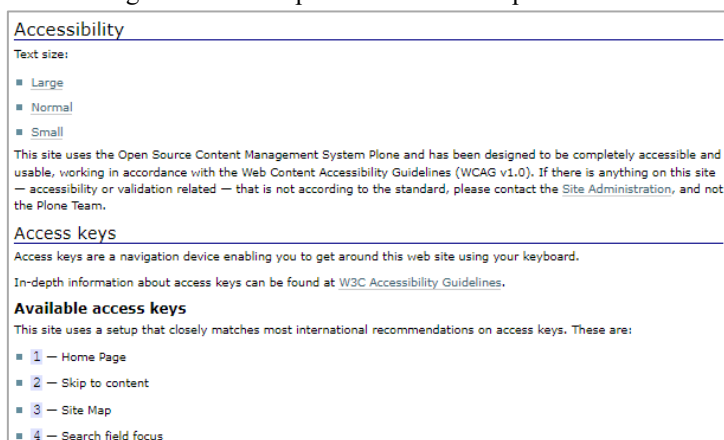 Accessibility
Text size:
Large
Normal
Small
This site uses the Open Source Content Management System Plone and has been designed to be completely accessible and
usable, working in accordance with the Web Content Accessibility Guidelines (WCAG v1.0). If there is anything on this site
— accessibility or validation related — that is not according to the standard, please contact the Site Administration, and not
the Plone Team.
Access keys
Access keys are a navigation device enabling you to get around this web site using your keyboard.
In-depth information about access keys can be found at W3C Accessibility Guidelines.
Available access keys
This site uses a setup that closely matches most international recommendations on access keys. These are:
1 — Home Page
2 — Skip to content
3 — Site Map
4 — Search field focus